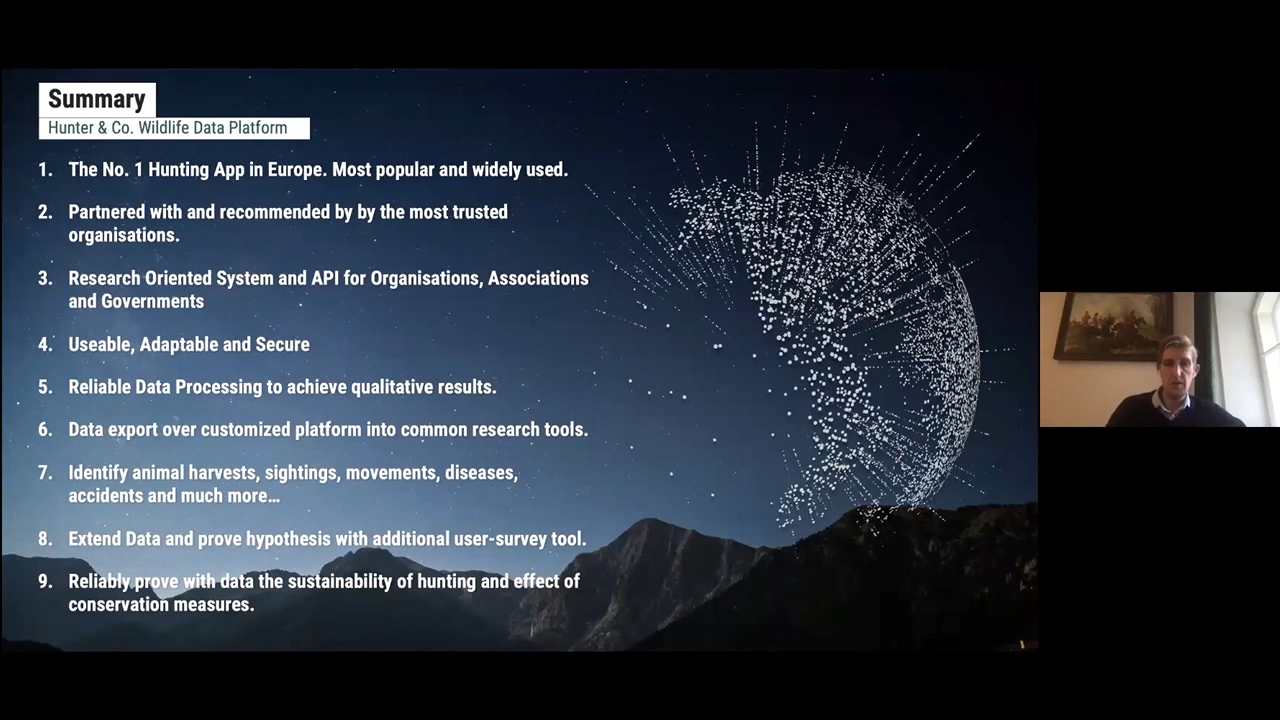 Summary
Hunter & Co. Wildlife Data Platform
1. The No. 1 Hunting App in Europe. Most popular and widely used.
2. Partnered with and recommended by by the most trusted
organisations.
3. Research Oriented System and API for Organisations, Associations
and Governments
4. Useable, Adaptable and Secure
5. Reliable Data Processing to achieve qualitative results.
6. Data export over customized platform into common research tools.
7. Identify animal harvests, sightings, movements, diseases,
accidents and much more…
8. Extend Data and prove hypothesis with additional user-survey tool.
9. Reliably prove with data the sustainability of hunting and effect of
conservation measures.